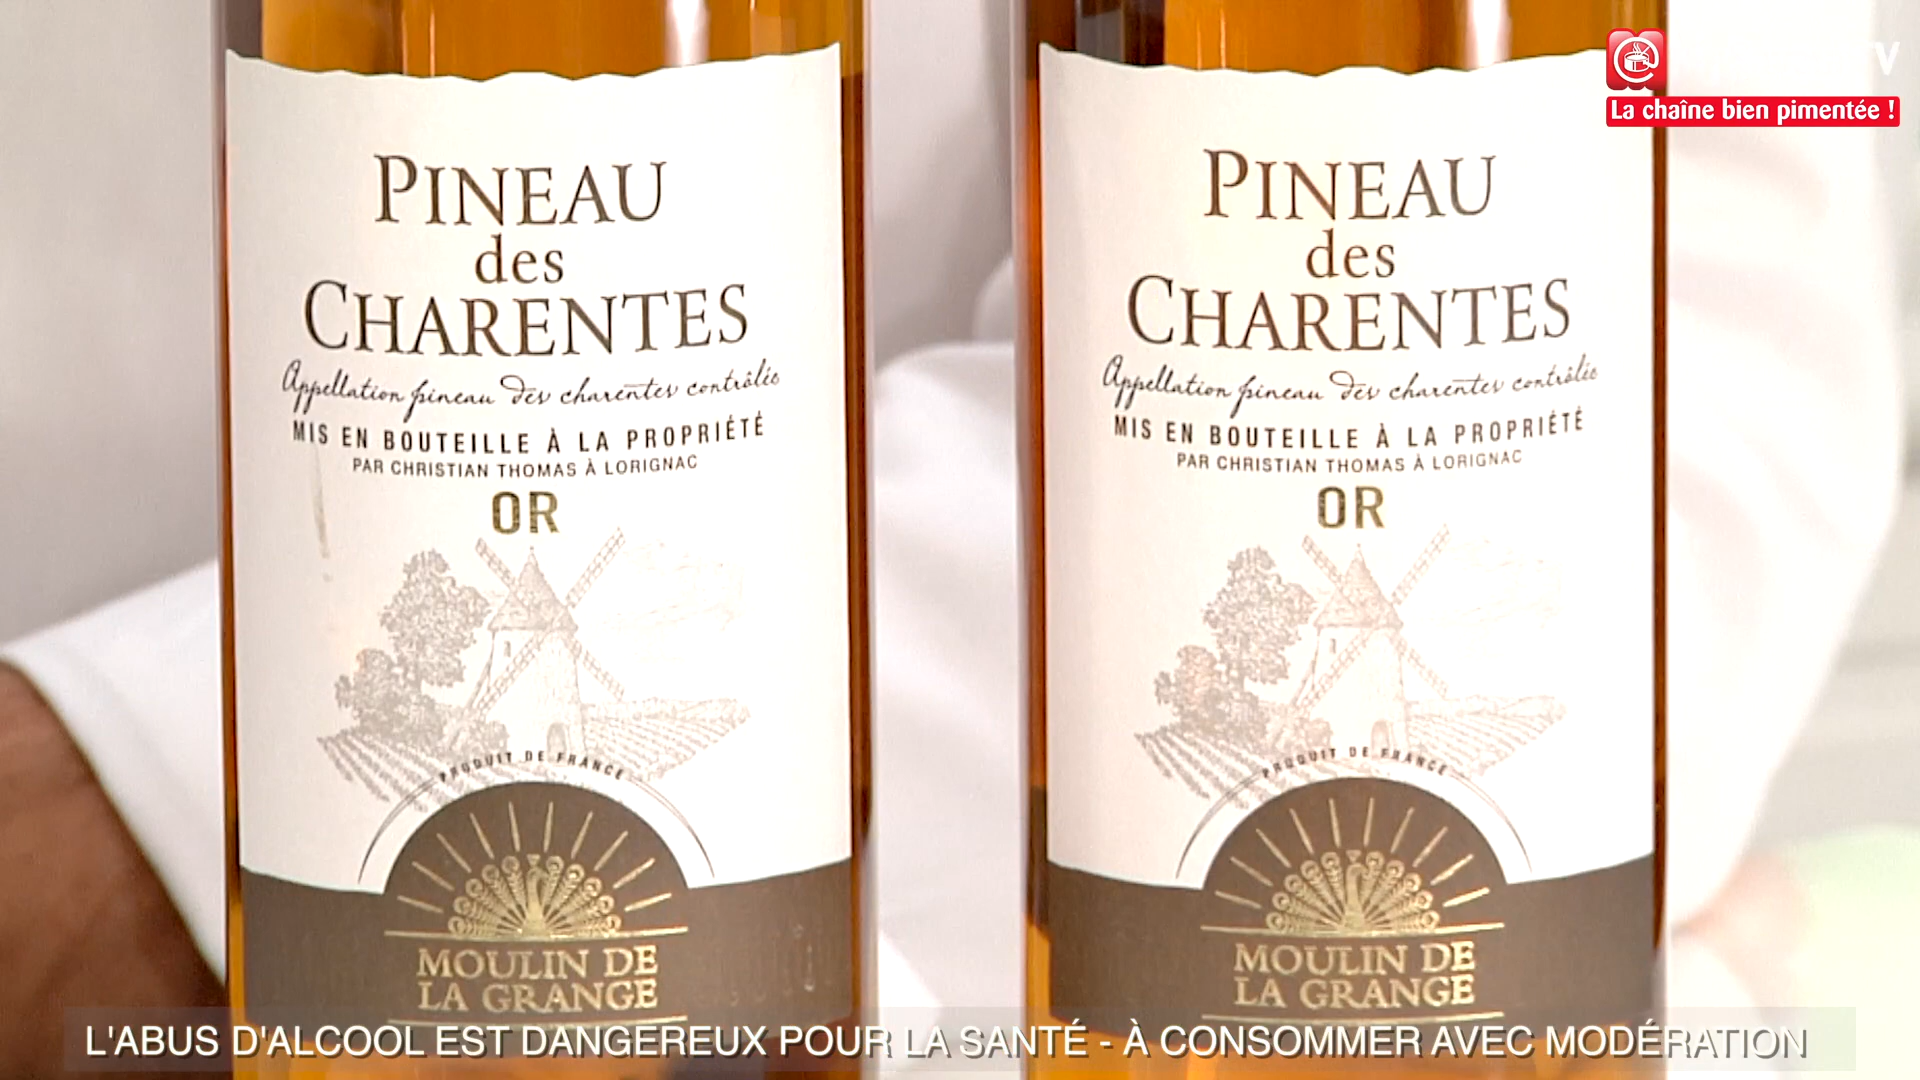 PINEAU
des
CHARENTES
Appellation pineau des charentes contrôlée
MIS EN BOUTEILLE À LA PROPRIÉTÉ
PAR CHRISTIAN THOMAS À LORIGNAC
OR
PRODUIT DE FRANCE
MOULIN DE
LA GRANGE
PINEAU
des
CHARENTES
Appellation pineau des charentes contrôlée
MIS EN BOUTEILLE À LA PROPRIÉTÉ
PAR CHRISTIAN THOMAS À LORIGNAC
OR
PRODUIT DE FRANCE
MOULIN DE
LA GRANGE
TV
La chaîne bien pimentée !
L'ABUS D'ALCOOL EST DANGEREUX POUR LA SANTÉ - À CONSOMMER AVEC MODÉRATION